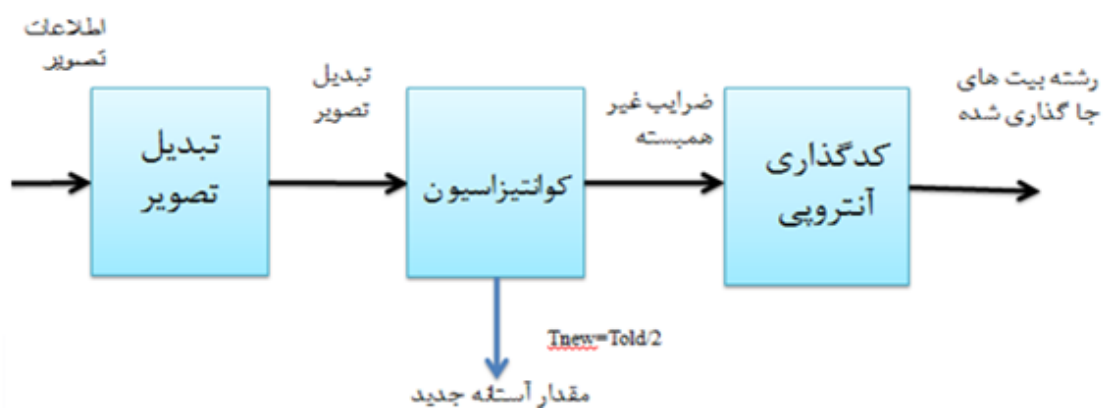 اطلاعات
تصویر
تبدیل
تصویر
تبدیل
تصویر
کوانتیزاسیون
ضرایب غیر
همبسته
کدگذاری
آنتروپی
رشته بیت های
جا گذاری شده
Tnew=Told/2
مقدار آستانه جدید